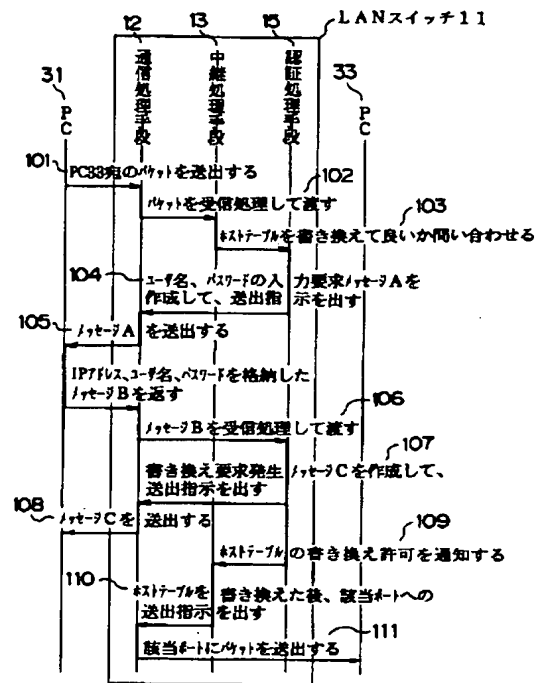 LANスイッチ11
12
13
15
通信処理手段
中継処理手段
認証処理手段
31
PC
33
PC
101
PC33宛のパケットを送出する
102
パケットを受信処理して渡す
103
ホストテーブルを書き換えて良いか問い合わせる
104
ユーザ名、パスワードの入力要求メッセージAを
作成して、送出指示を出す
105
メッセージAを送出する
IPアドレス、ユーザ名、パスワードを格納した
メッセージBを返す
106
メッセージBを受信処理して渡す
107
書き換え要求発生メッセージCを作成して、
送出指示を出す
108
メッセージCを送出する
109
ホストテーブルの書き換え許可を通知する
110
ホストテーブルを書き換えた後、該当ポートへの
送出指示を出す
111
該当ポートにパケットを送出する